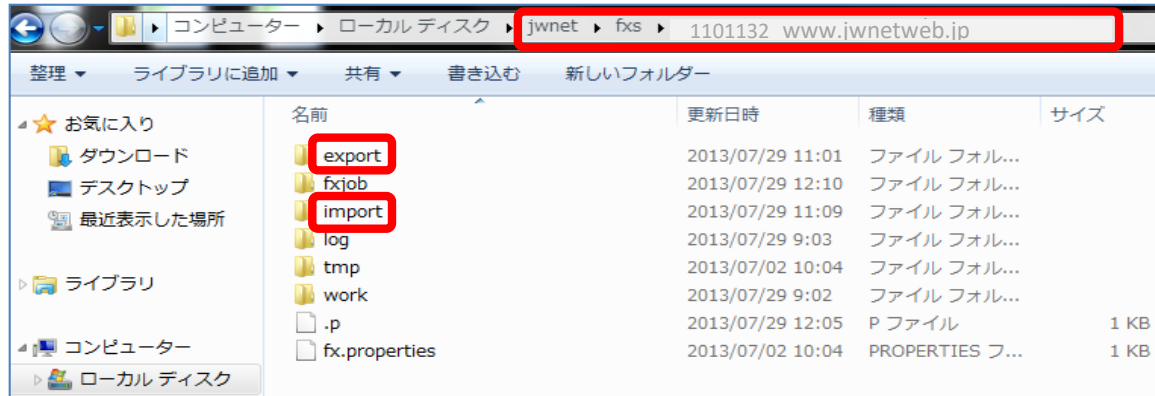 コンピューター ▸ ローカル ディスク ▸ jwnet ▸ fxs ▸ 1101132 www.jwnetweb.jp
整理 ▼ ライブラリに追加 ▼ 共有 ▼ 書き込む 新しいフォルダー
お気に入り
ダウンロード
デスクトップ
最近表示した場所
ライブラリ
コンピューター
ローカル ディスク
名前 更新日時 種類 サイズ
export 2013/07/29 11:01 ファイル フォル...
fxjob 2013/07/29 12:10 ファイル フォル...
import 2013/07/29 11:09 ファイル フォル...
log 2013/07/29 9:03 ファイル フォル...
tmp 2013/07/02 10:04 ファイル フォル...
work 2013/07/29 9:02 ファイル フォル...
.p 2013/07/29 12:05 P ファイル 1 KB
fx.properties 2013/07/02 10:04 PROPERTIES フ... 1 KB